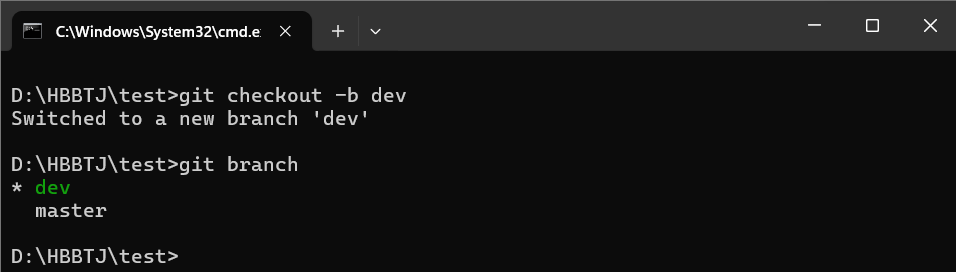 C:\Windows\System32\cmd.e:
D:\HBBTJ\test>git checkout -b dev
Switched to a new branch 'dev'
D:\HBBTJ\test>git branch
* dev
  master
D:\HBBTJ\test>